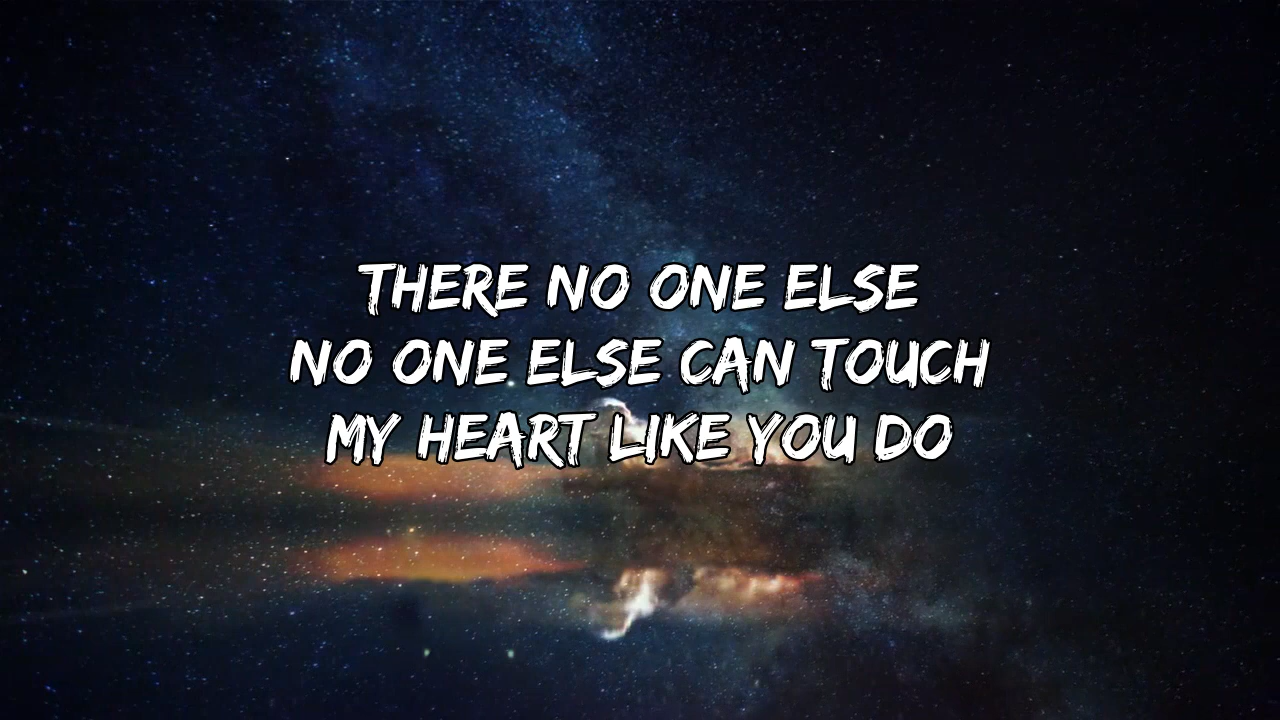 THERE NO ONE ELSE
NO ONE ELSE CAN TOUCH
MY HEART LIKE YOU DO